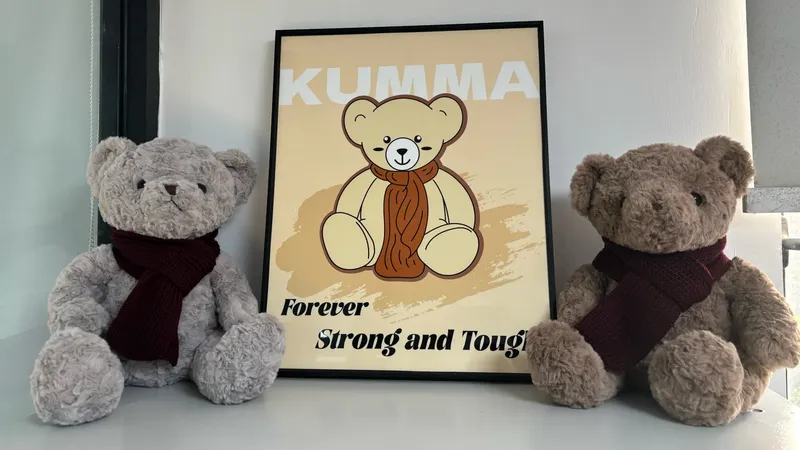 KUMMA
Forever
Strong and Tough